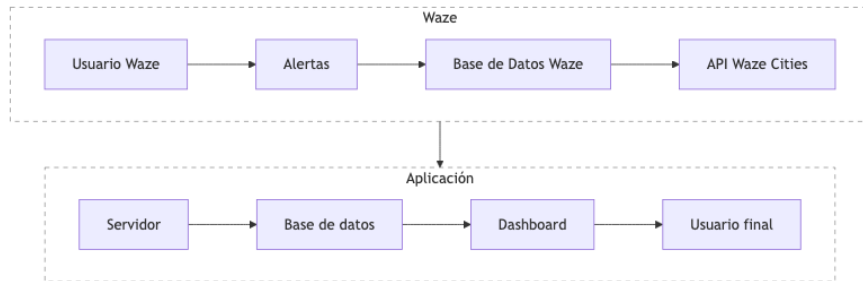 Waze
Usuario Waze
Alertas
Base de Datos Waze
API Waze Cities
Aplicación
Servidor
Base de datos
Dashboard
Usuario final